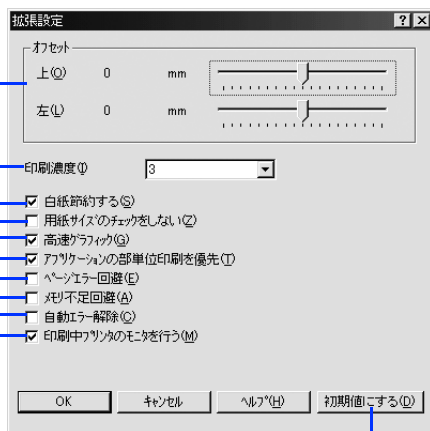 拡張設定
オフセット
上(O) 0 mm
左(L) 0 mm
印刷濃度(I) 3
白紙節約する(S)
用紙サイズのチェックをしない(Z)
高速グラフィック(G)
アプリケーションの部単位印刷を優先(T)
ページエラー回避(E)
メモリ不足回避(A)
自動エラー解除(C)
印刷中プリンタのモニタを行う(M)
OK キャンセル ヘルプ(H) 初期値にする(D)